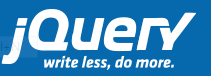 jQuery
write less, do more.